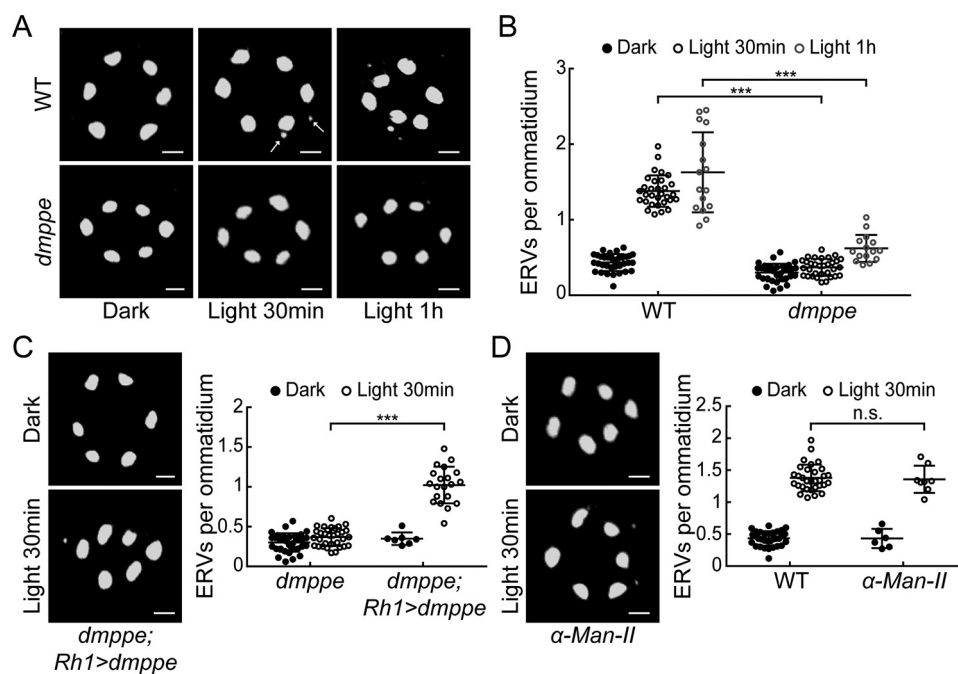 A
WT
dmppe
Dark
Light 30min
Light 1h
B
Dark
Light 30min
Light 1h
ERVs per ommatidium
3
2
1
0
***
***
WT
dmppe
C
Dark
Light 30min
dmppe;
Rh1>dmppe
Dark
Light 30min
ERVs per ommatidium
2
1.5
1
0.5
0
***
dmppe
dmppe;
Rh1>dmppe
D
Dark
Light 30min
α-Man-II
Dark
Light 30min
ERVs per ommatidium
2.5
2
1.5
1
0.5
0
n.s.
WT
α-Man-II